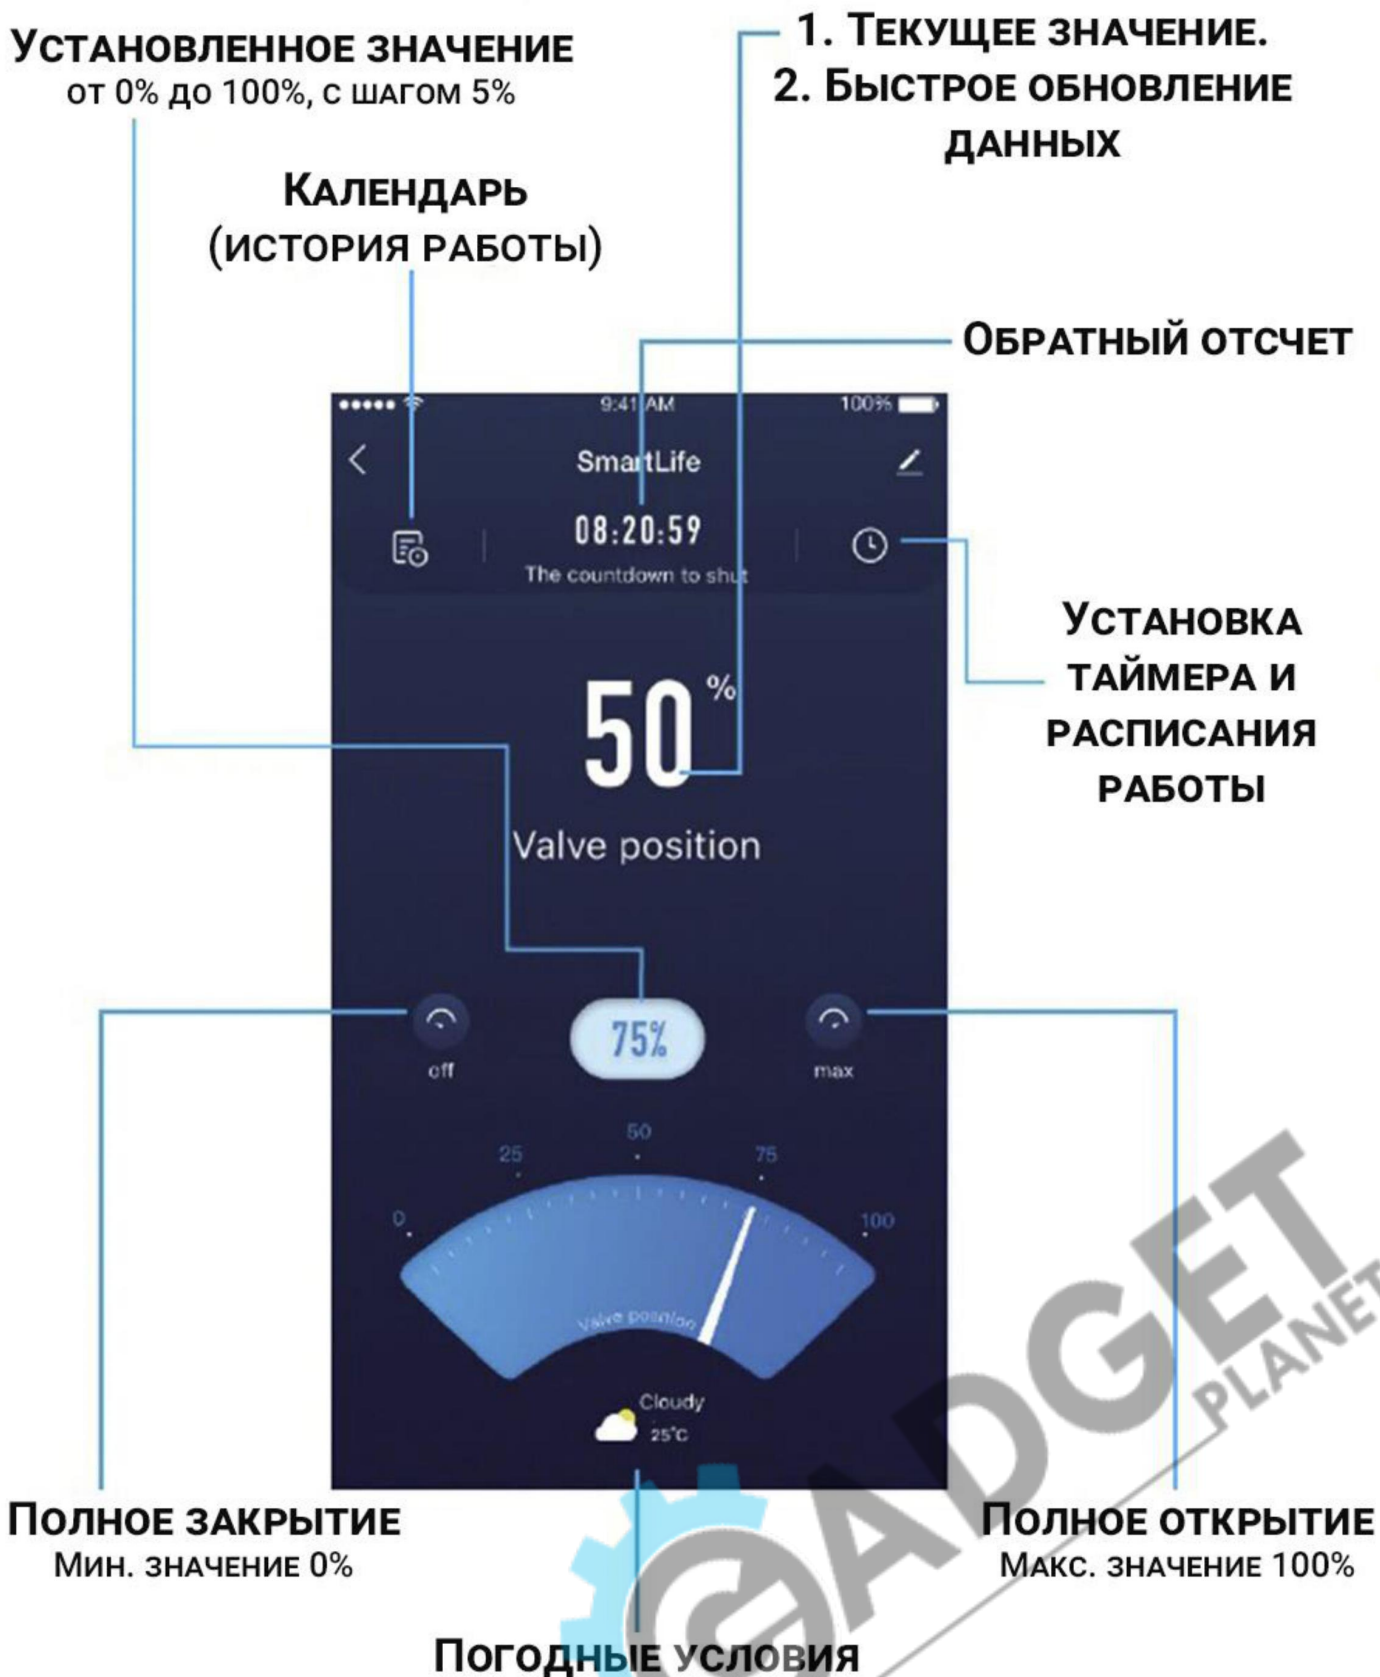 Установленное значение
от 0% до 100%, с шагом 5%
1. Текущее значение.
2. Быстрое обновление
данных
Календарь
(история работы)
Обратный отсчет
9:41 AM
100%
SmartLife
08:20:59
The countdown to shut
Установка
таймера и
расписания
работы
50%
Valve position
75%
off
max
50
25
75
0
100
Valve position
Cloudy
25°C
Полное закрытие
Мин. значение 0%
Полное открытие
Макс. значение 100%
Погодные условия
GADGET
PLANET